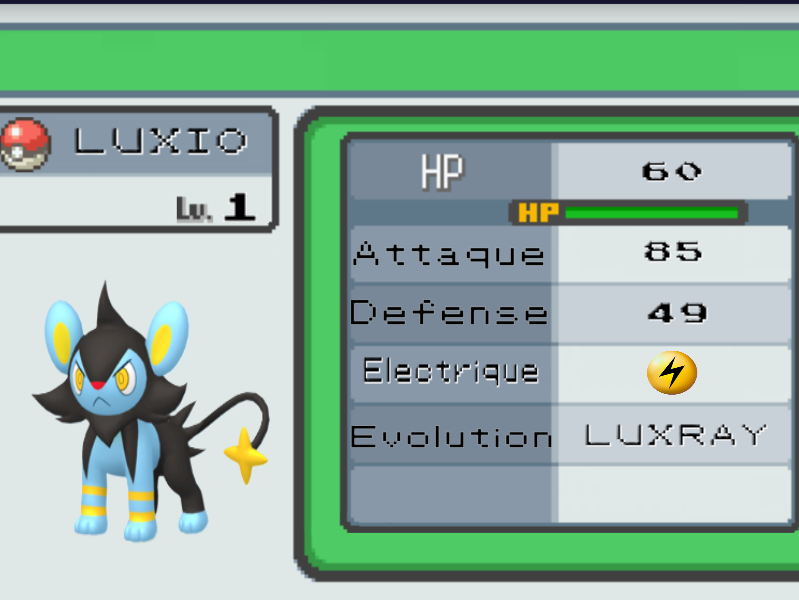 LUXIO
Lv. 1
HP 60
HP
Attaque 85
Defense 49
Electrique
Evolution LUXRAY